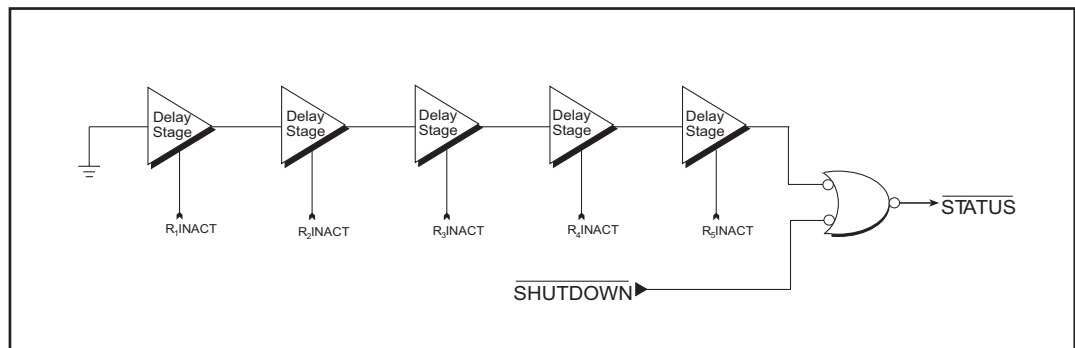 Delay
Stage
Delay
Stage
Delay
Stage
Delay
Stage
Delay
Stage
R₁INACT
R₂INACT
R₃INACT
R₄INACT
R₅INACT
SHUTDOWN
STATUS